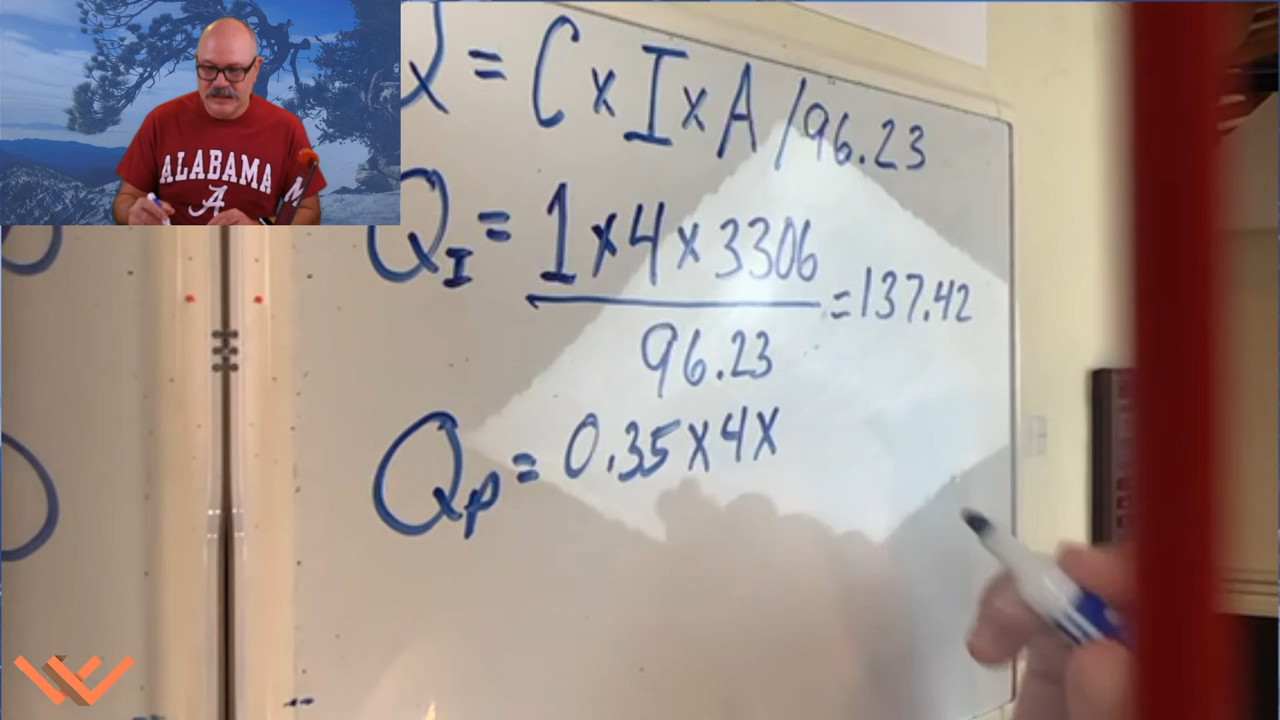 ALABAMA
A
Q = C x I x A /96.23
Q_I = 1 x 4 x 3306
96.23
= 137.42
Q_P = 0.35 x 4 x